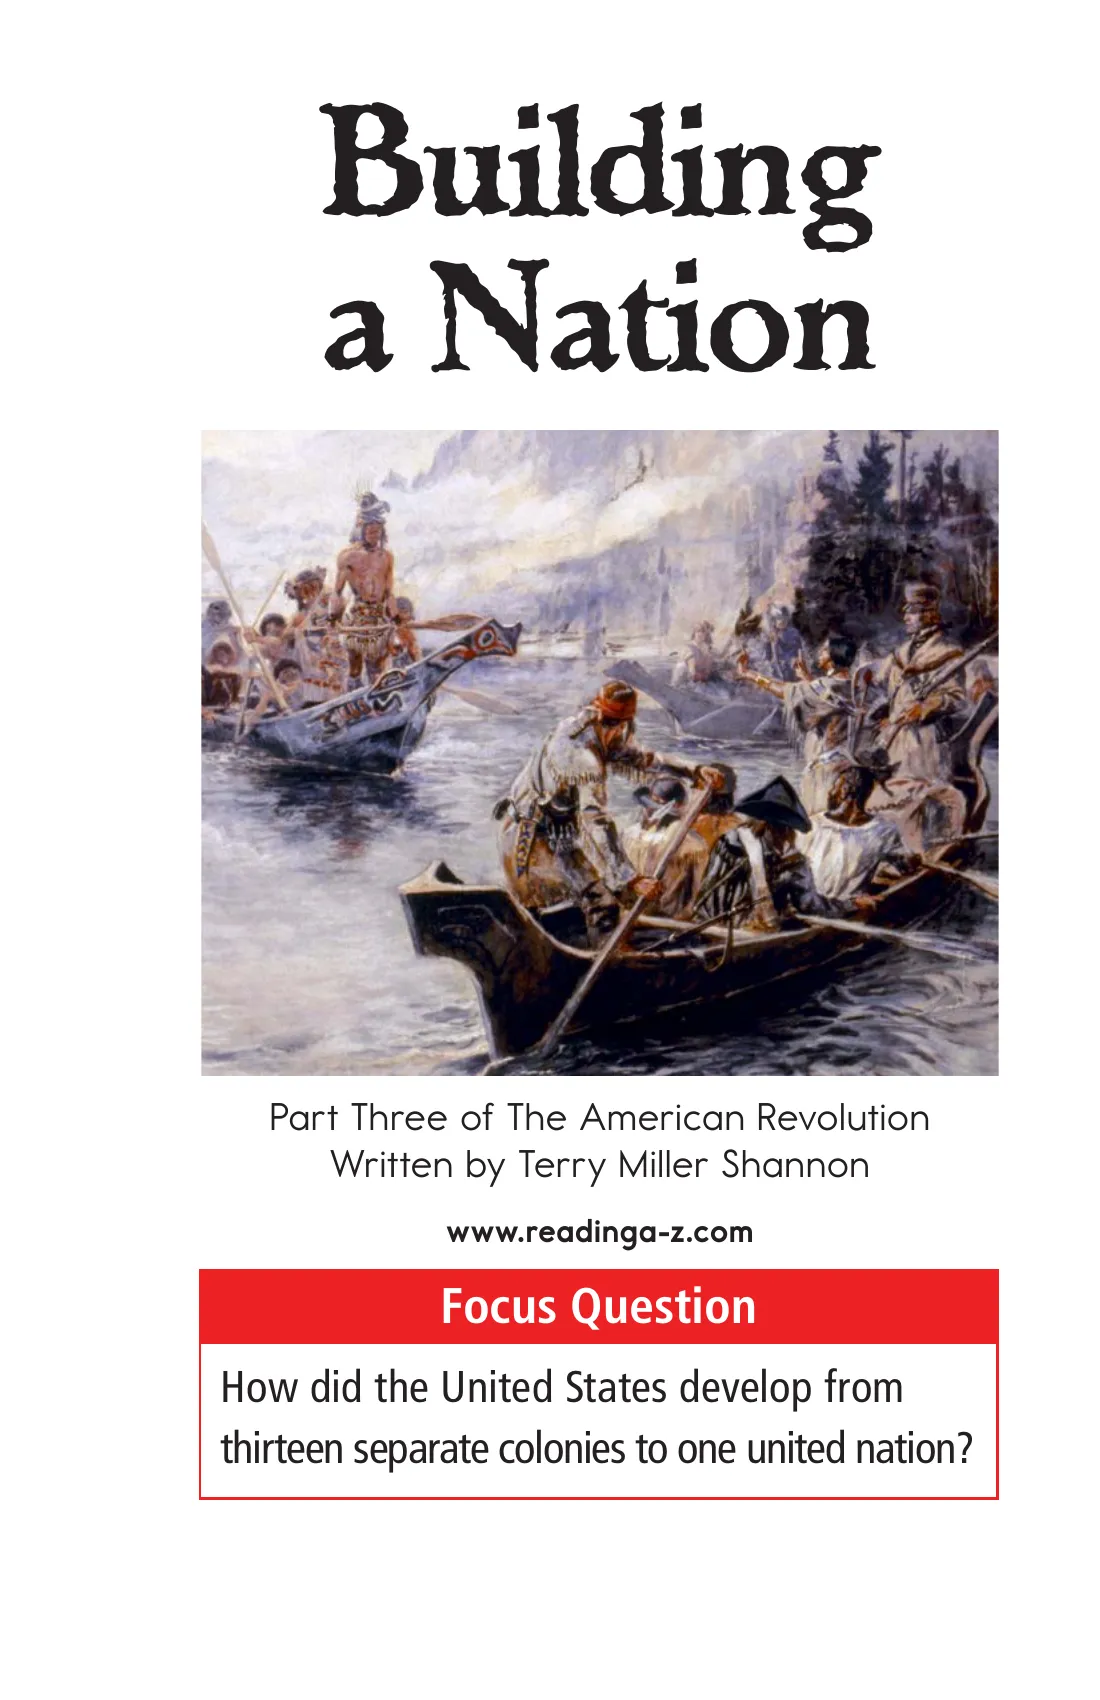 Building
a Nation
Part Three of The American Revolution
Written by Terry Miller Shannon
www.readinga-z.com
Focus Question
How did the United States develop from
thirteen separate colonies to one united nation?